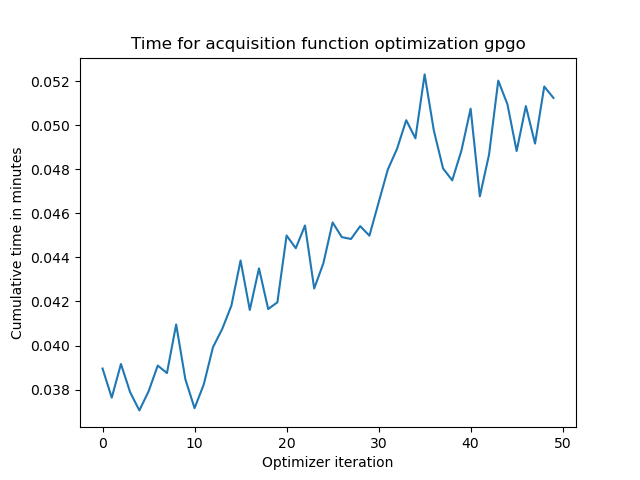 Time for acquisition function optimization gpgo
Cumulative time in minutes
0.052
0.050
0.048
0.046
0.044
0.042
0.040
0.038
0 10 20 30 40 50
Optimizer iteration